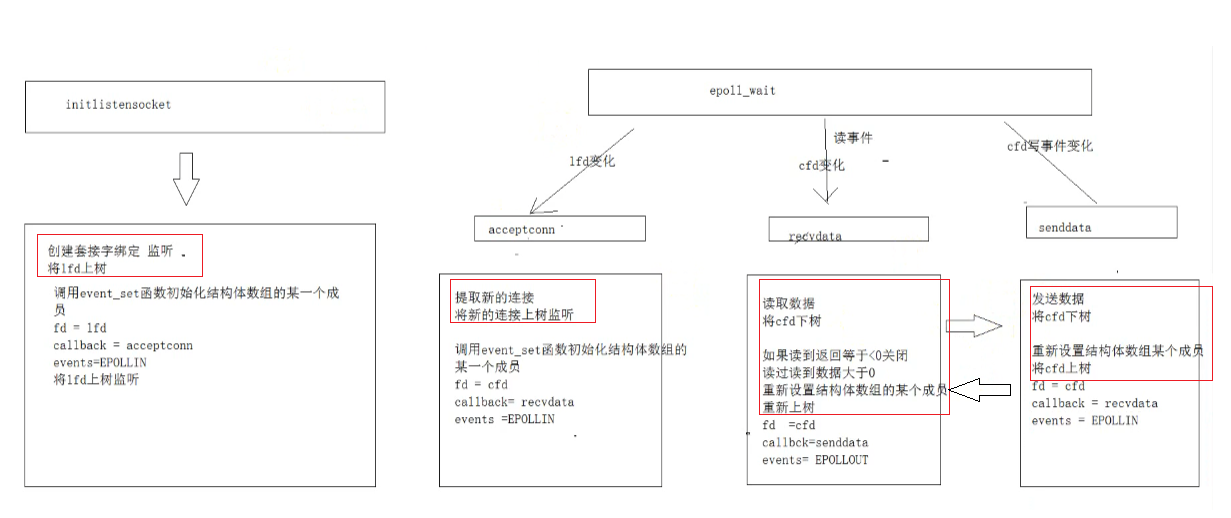 initlistensocket
创建套接字绑定 监听 。
将lfd上树
调用event_set函数初始化结构体数组的某一个成
员
fd = lfd
callback = acceptconn
events=EPOLLIN
将lfd上树监听
epoll_wait
lfd变化
读事件
cfd变化
cfd写事件变化
acceptconn
提取新的连接
将新的连接上树监听
调用event_set函数初始化结构体数组的
某一个成员
fd = cfd
callback= recvdata
events =EPOLLIN
recvdata
读取数据
将cfd下树
如果读到返回等于<0关闭
读过读到数据大于0
重新设置结构体数组的某个成员
重新上树
fd =cfd
callbck=senddata
events= EPOLLOUT
senddata
发送数据
将cfd下树
重新设置结构体数组某个成员
将cfd上树
fd = cfd
callback = recvdata
events = EPOLLIN